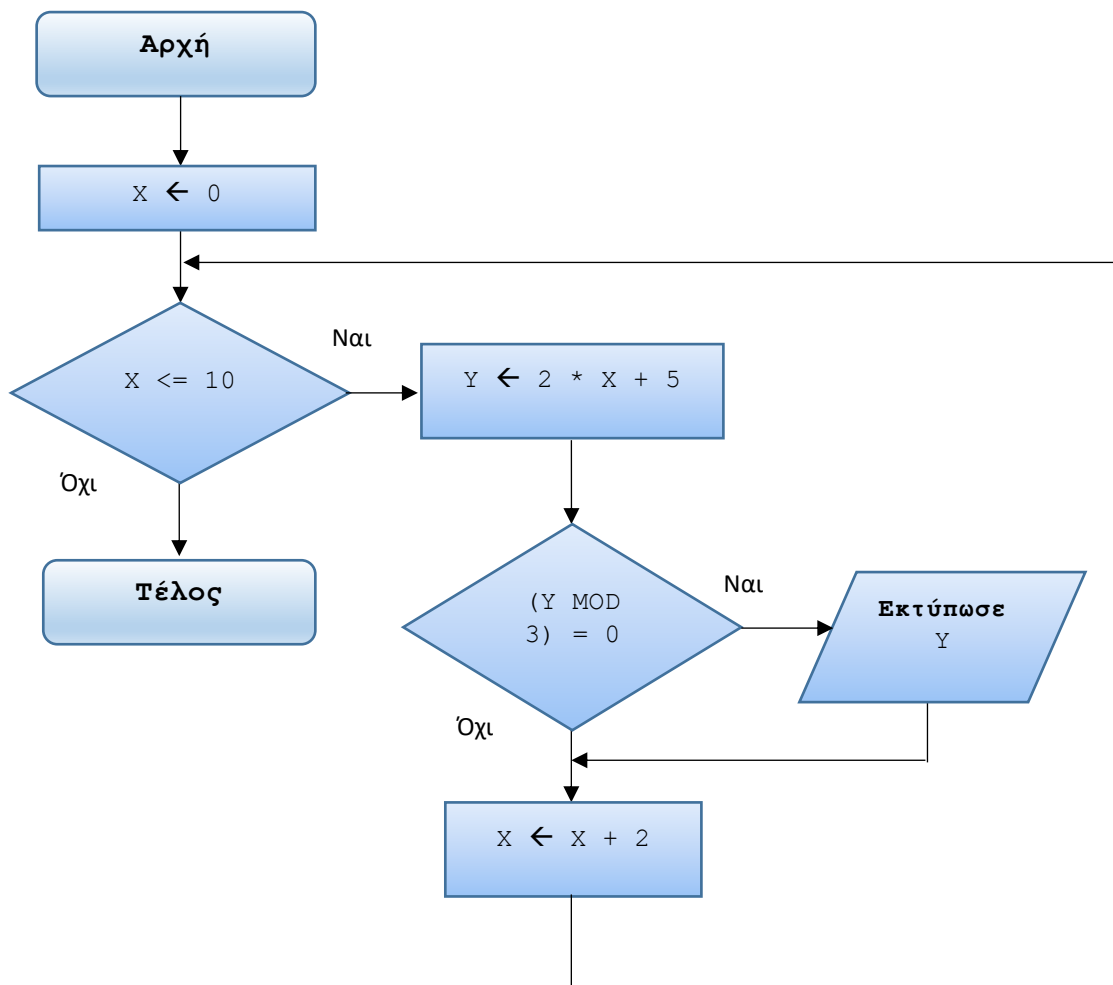 Αρχή
X ← 0
X <= 10
Ναι
Y ← 2 * X + 5
Όχι
Τέλος
(Y MOD
3) = 0
Ναι
Εκτύπωσε
Y
Όχι
X ← X + 2